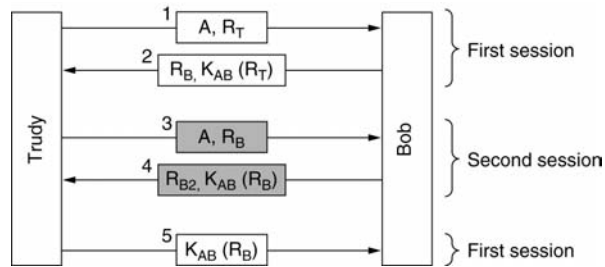 1
A, R_T
2
R_B, K_AB (R_T)
First session
Trudy
Bob
3
A, R_B
4
R_B2, K_AB (R_B)
Second session
5
K_AB (R_B)
First session